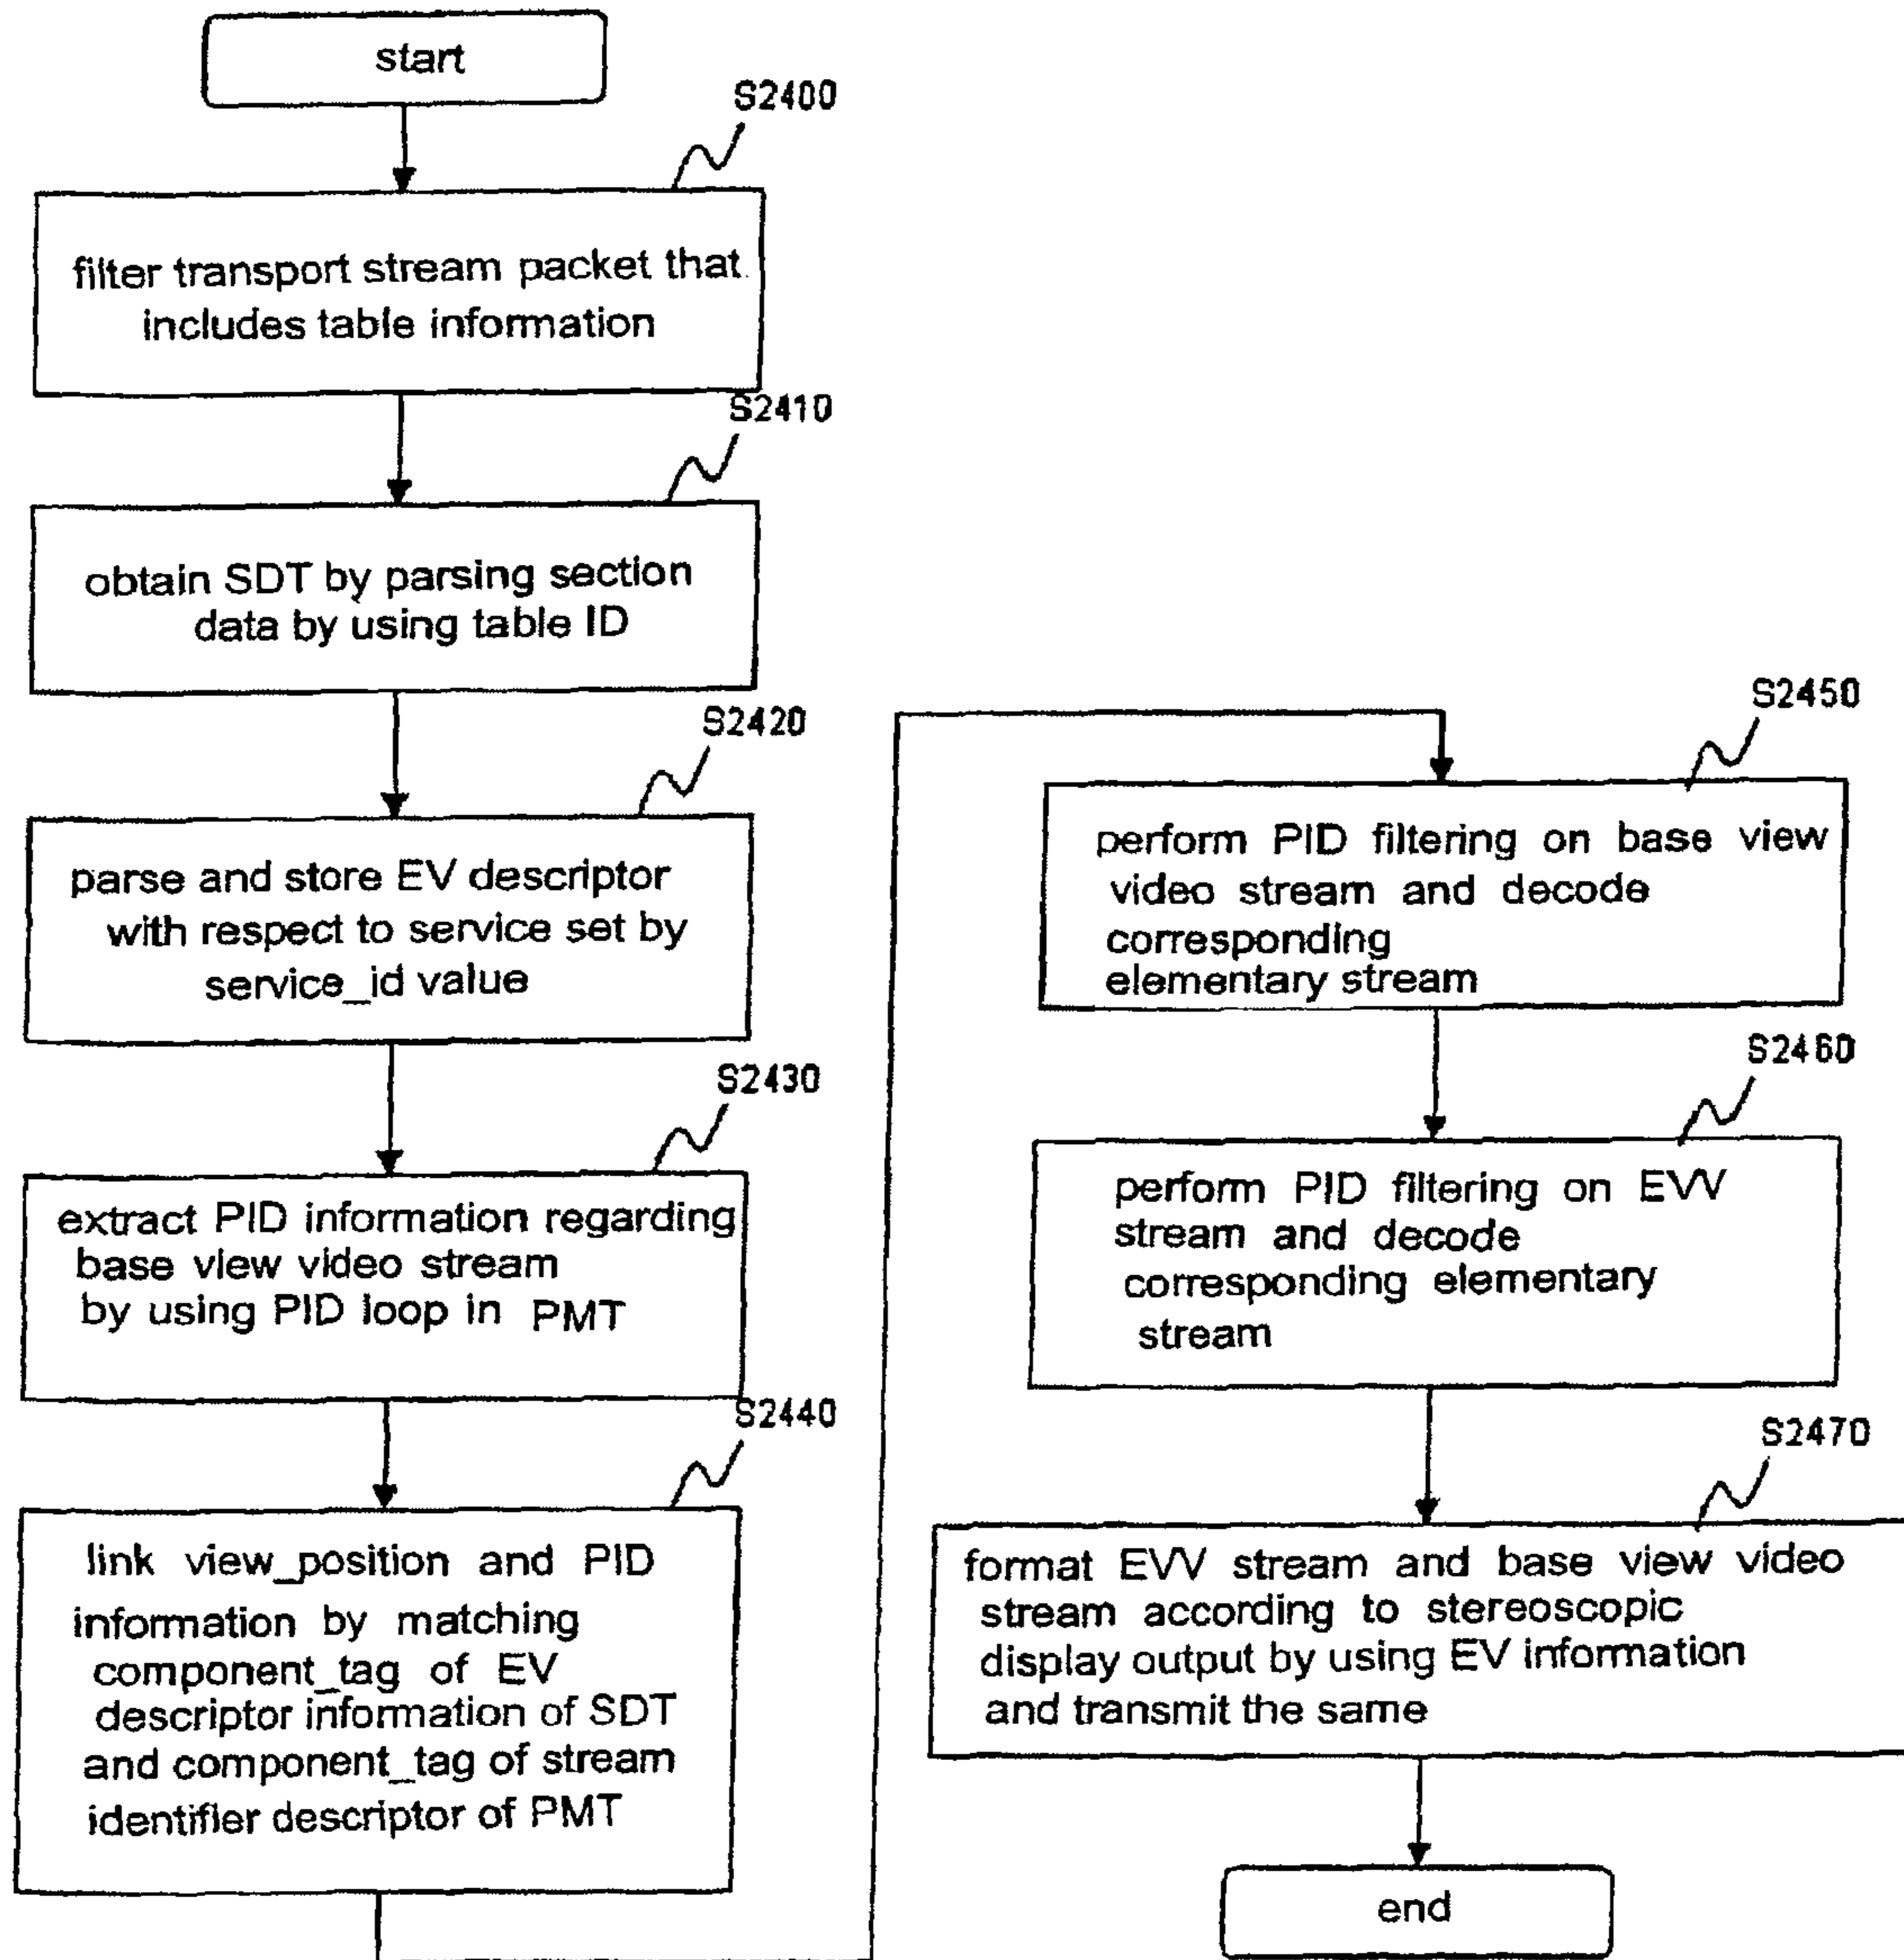 start
S2400
filter transport stream packet that
includes table information
S2410
obtain SDT by parsing section
data by using table ID
S2420
parse and store EV descriptor
with respect to service set by
service_id value
S2430
extract PID information regarding
base view video stream
by using PID loop in PMT
S2440
link view_position and PID
information by matching
component_tag of EV
descriptor information of SDT
and component_tag of stream
identifier descriptor of PMT
S2450
perform PID filtering on base view
video stream and decode
corresponding
elementary stream
S2460
perform PID filtering on EVV
stream and decode
corresponding elementary
stream
S2470
format EVV stream and base view video
stream according to stereoscopic
display output by using EV information
and transmit the same
end